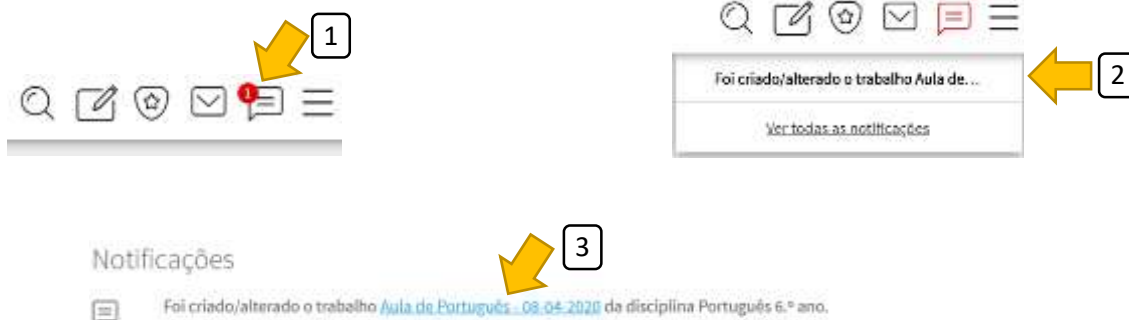 1
1
Foi criado/alterado o trabalho Aula de...
2
Ver todas as notificações
3
Notificações
Foi criado/alterado o trabalho Aula de Português - 08-04-2020 da disciplina Português 6.º ano.